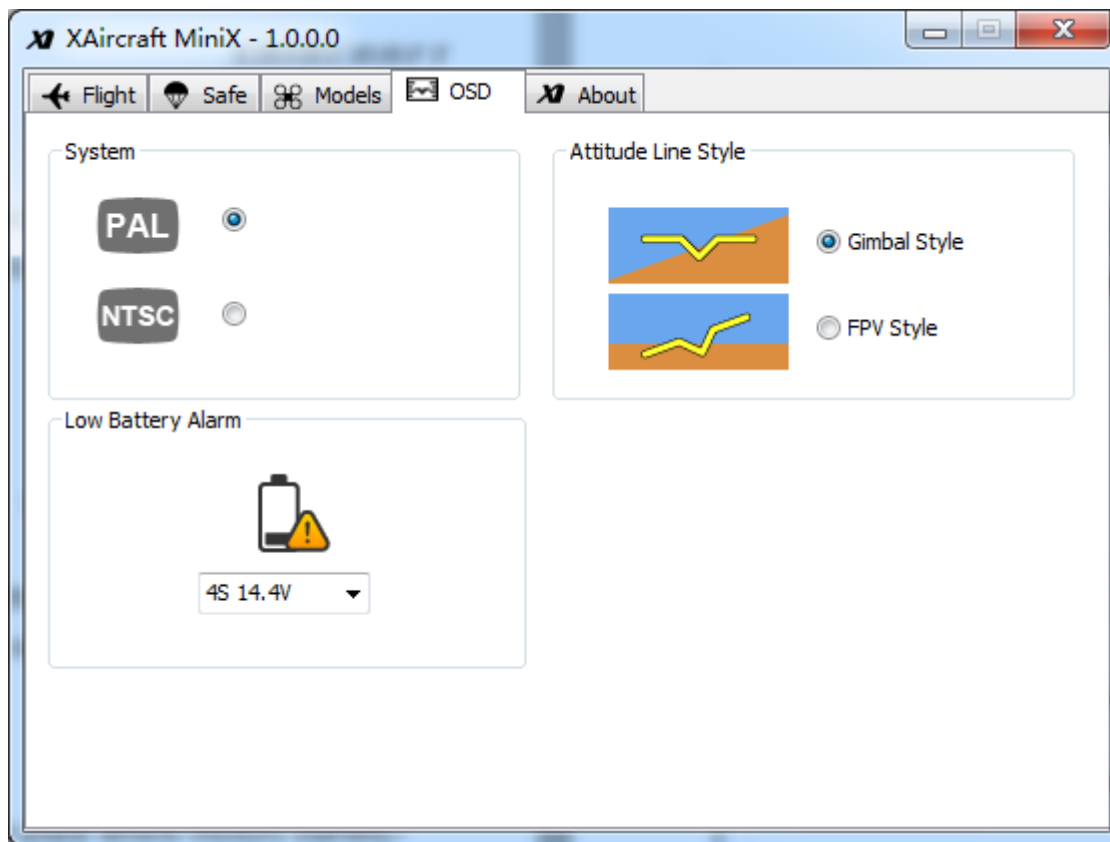 XAircraft MiniX - 1.0.0.0
Flight Safe Models OSD About
System
PAL
NTSC
Attitude Line Style
Gimbal Style
FPV Style
Low Battery Alarm
4S 14.4V